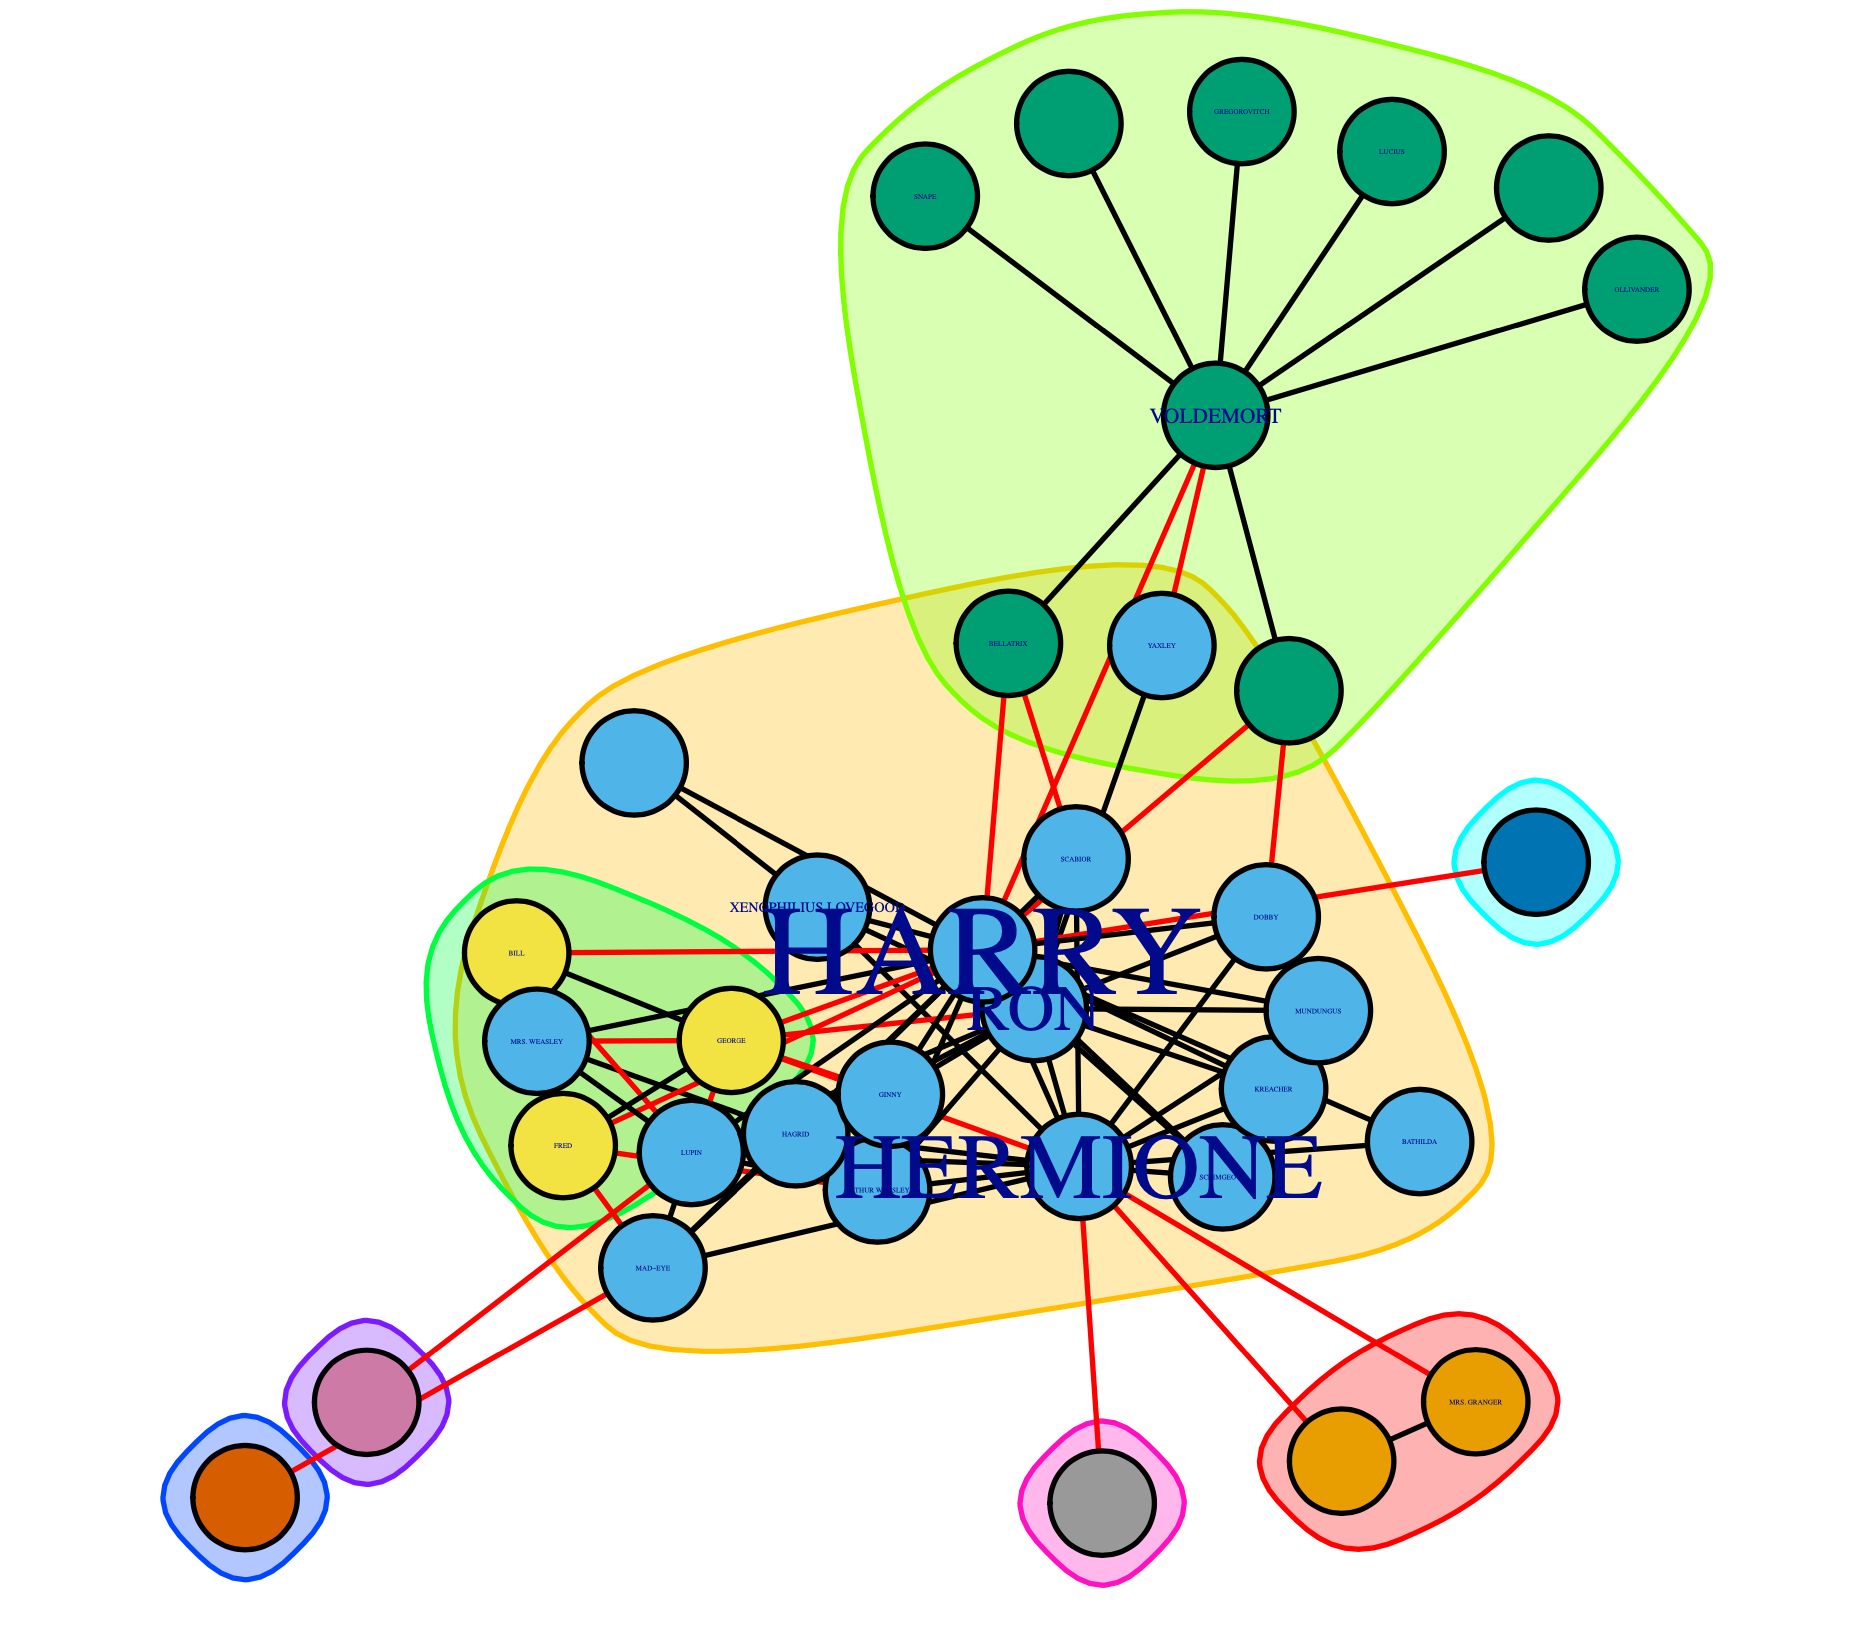 GREGOROVITCH
LUCIUS
SNAPE
OLLIVANDER
VOLDEMORT
BELLATRIX
YAXLEY
SCABIOR
XENOPHILIUS LOVEGOOD
DOBBY
HARRY
BILL
RON
MUNDUNGUS
MRS. WEASLEY
GEORGE
KREACHER
GINNY
HAGRID
BATHILDA
FRED
LUPIN
HERMIONE
MAD-EYE
MRS. GRANGER